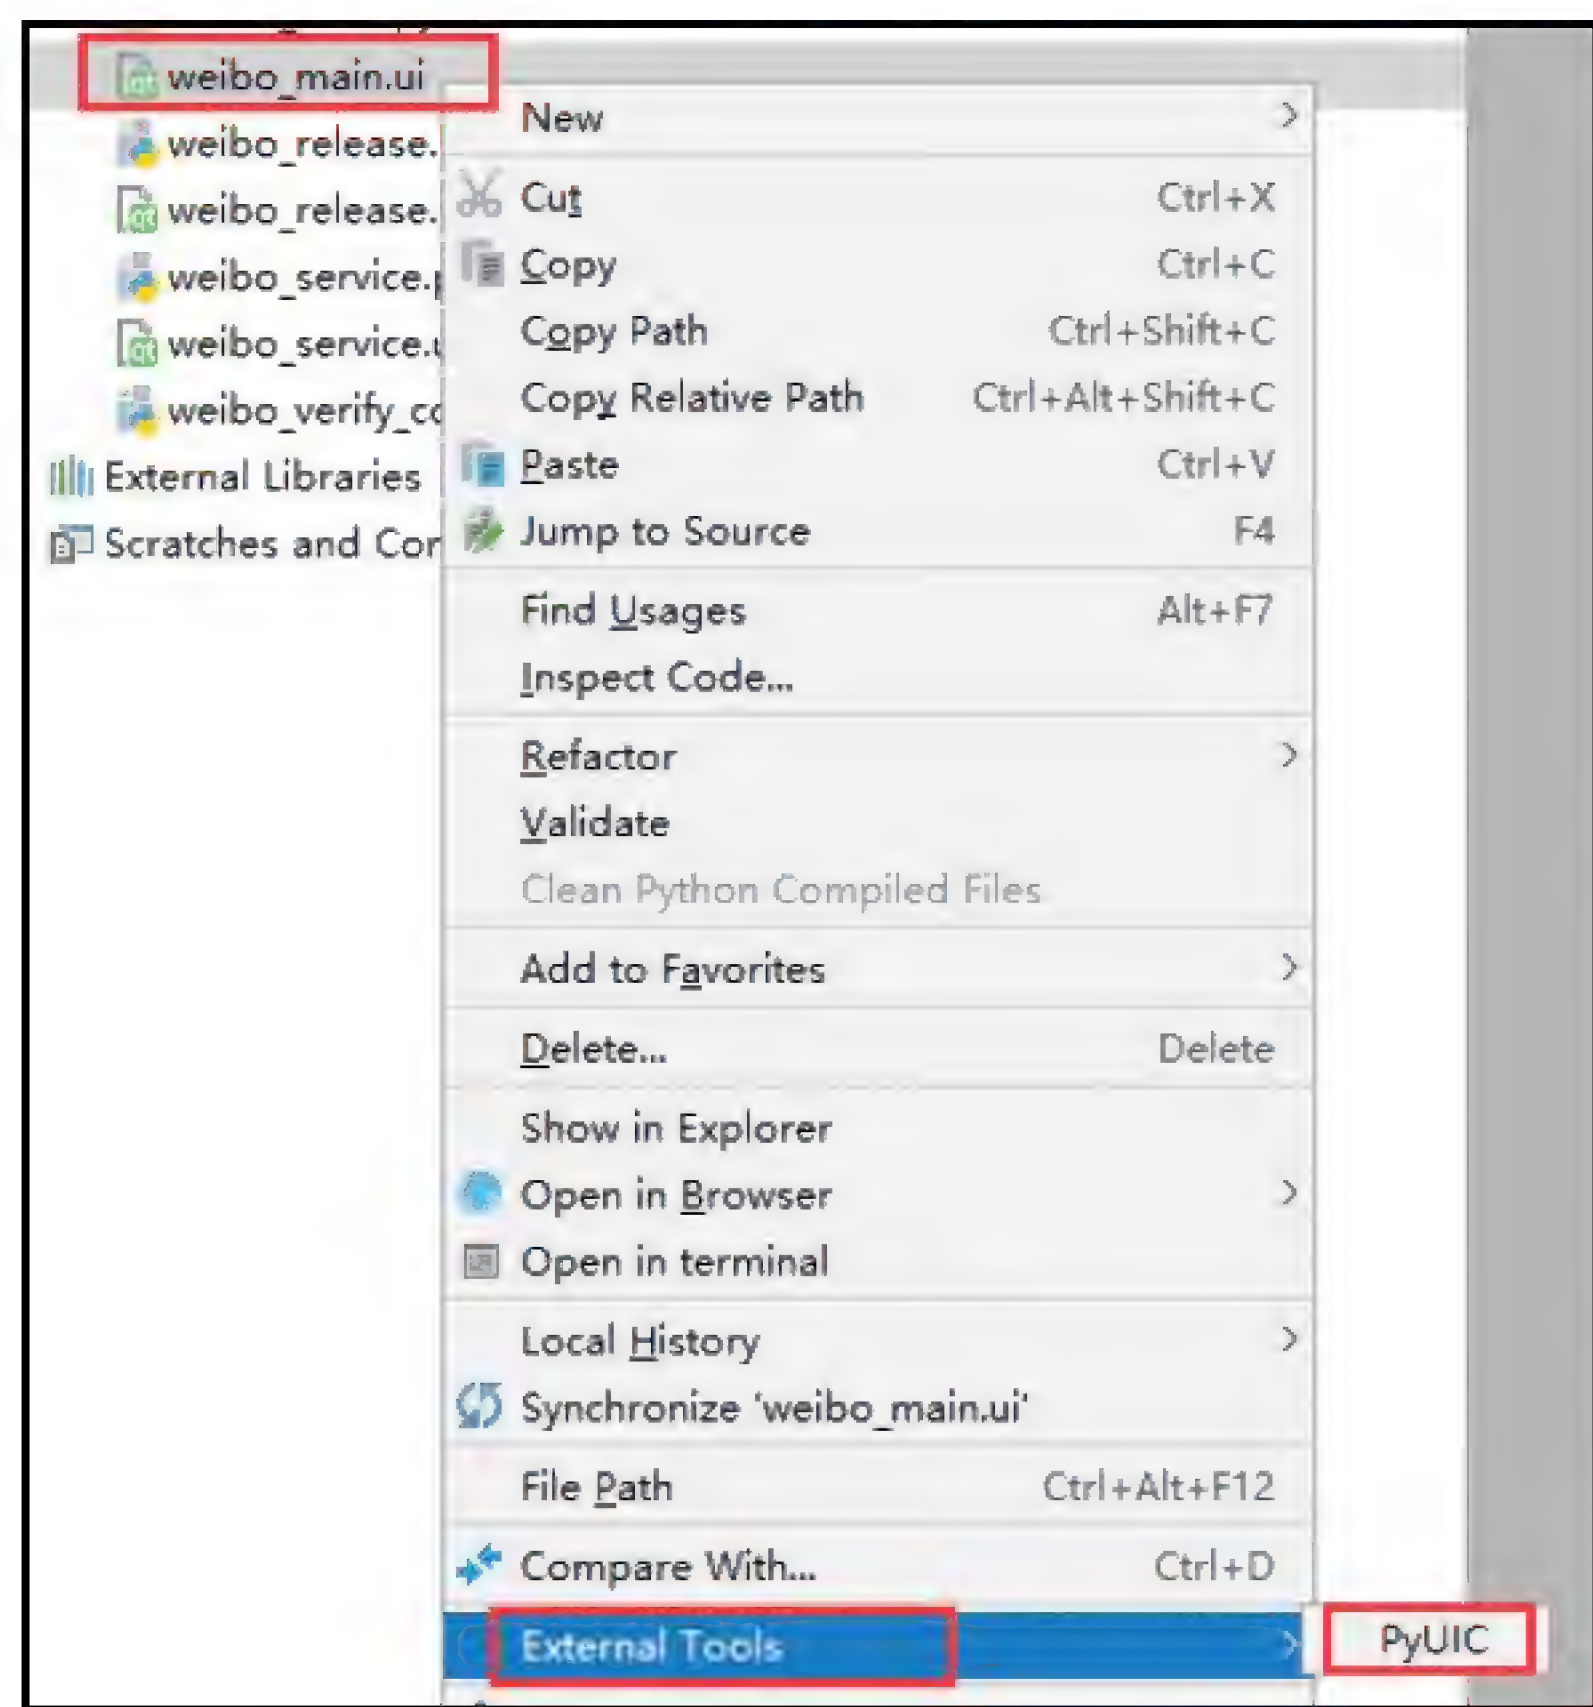 weibo_main.ui
weibo_release.
weibo_release.
weibo_service.
weibo_service.
weibo_verify_co
External Libraries
Scratches and Con
New
Cut Ctrl+X
Copy Ctrl+C
Copy Path Ctrl+Shift+C
Copy Relative Path Ctrl+Alt+Shift+C
Paste Ctrl+V
Jump to Source F4
Find Usages Alt+F7
Inspect Code...
Refactor
Validate
Clean Python Compiled Files
Add to Favorites
Delete... Delete
Show in Explorer
Open in Browser
Open in terminal
Local History
Synchronize 'weibo_main.ui'
File Path Ctrl+Alt+F12
Compare With... Ctrl+D
External Tools
PyUIC